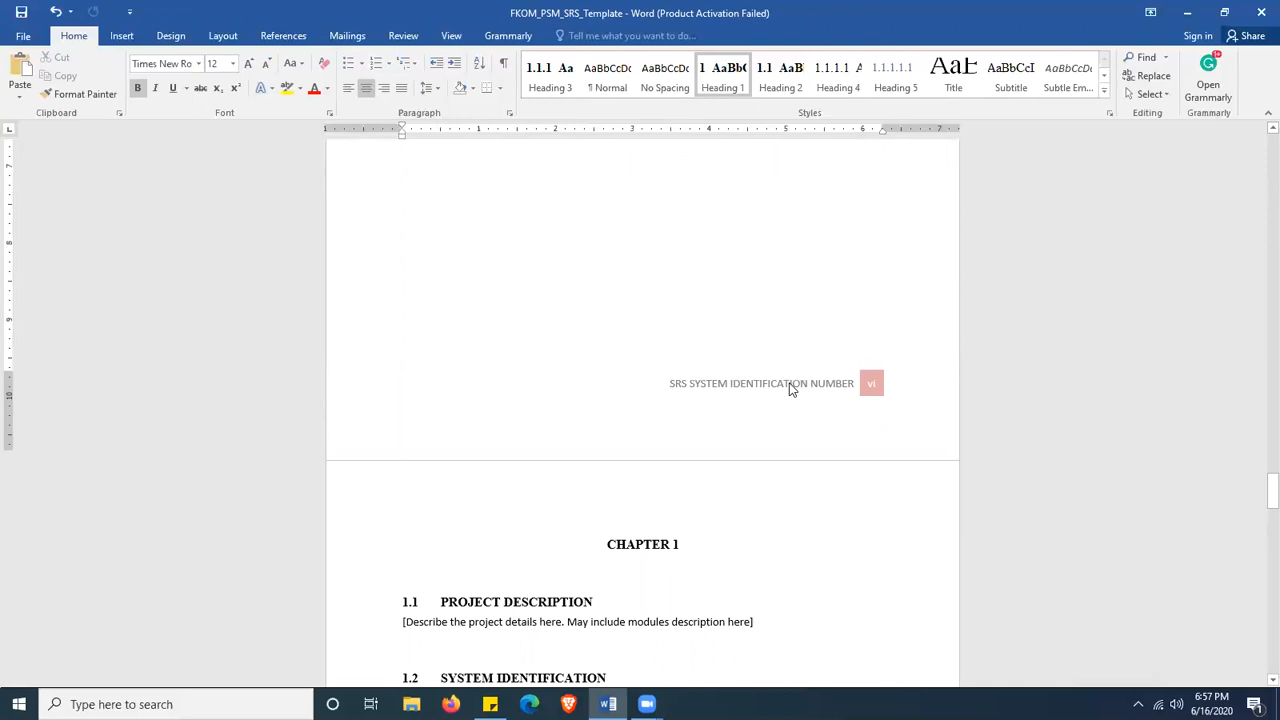 FKOM_PSM_SRS_Template - Word (Product Activation Failed)
File Home Insert Design Layout References Mailings Review View Grammarly Tell me what you want to do... Sign in Share
Cut
Copy
Paste
Format Painter
Clipboard
Times New Ro 12
Font
Paragraph
1.1.1 Aa AaBbCcDc AaBbCcDc 1 AaBbC 1.1 AaB 1.1.1.1 A 1.1.1.1.1 AaB AaBbCcI AaBbCcDc
Heading 3 ¶ Normal No Spacing Heading 1 Heading 2 Heading 4 Heading 5 Title Subtitle Subtle Em...
Styles
Find
Replace
Select
Editing
Open
Grammarly
Grammarly
SRS SYSTEM IDENTIFICATION NUMBER vi
CHAPTER 1
1.1 PROJECT DESCRIPTION
[Describe the project details here. May include modules description here]
1.2 SYSTEM IDENTIFICATION
Type here to search
6:57 PM
6/16/2020